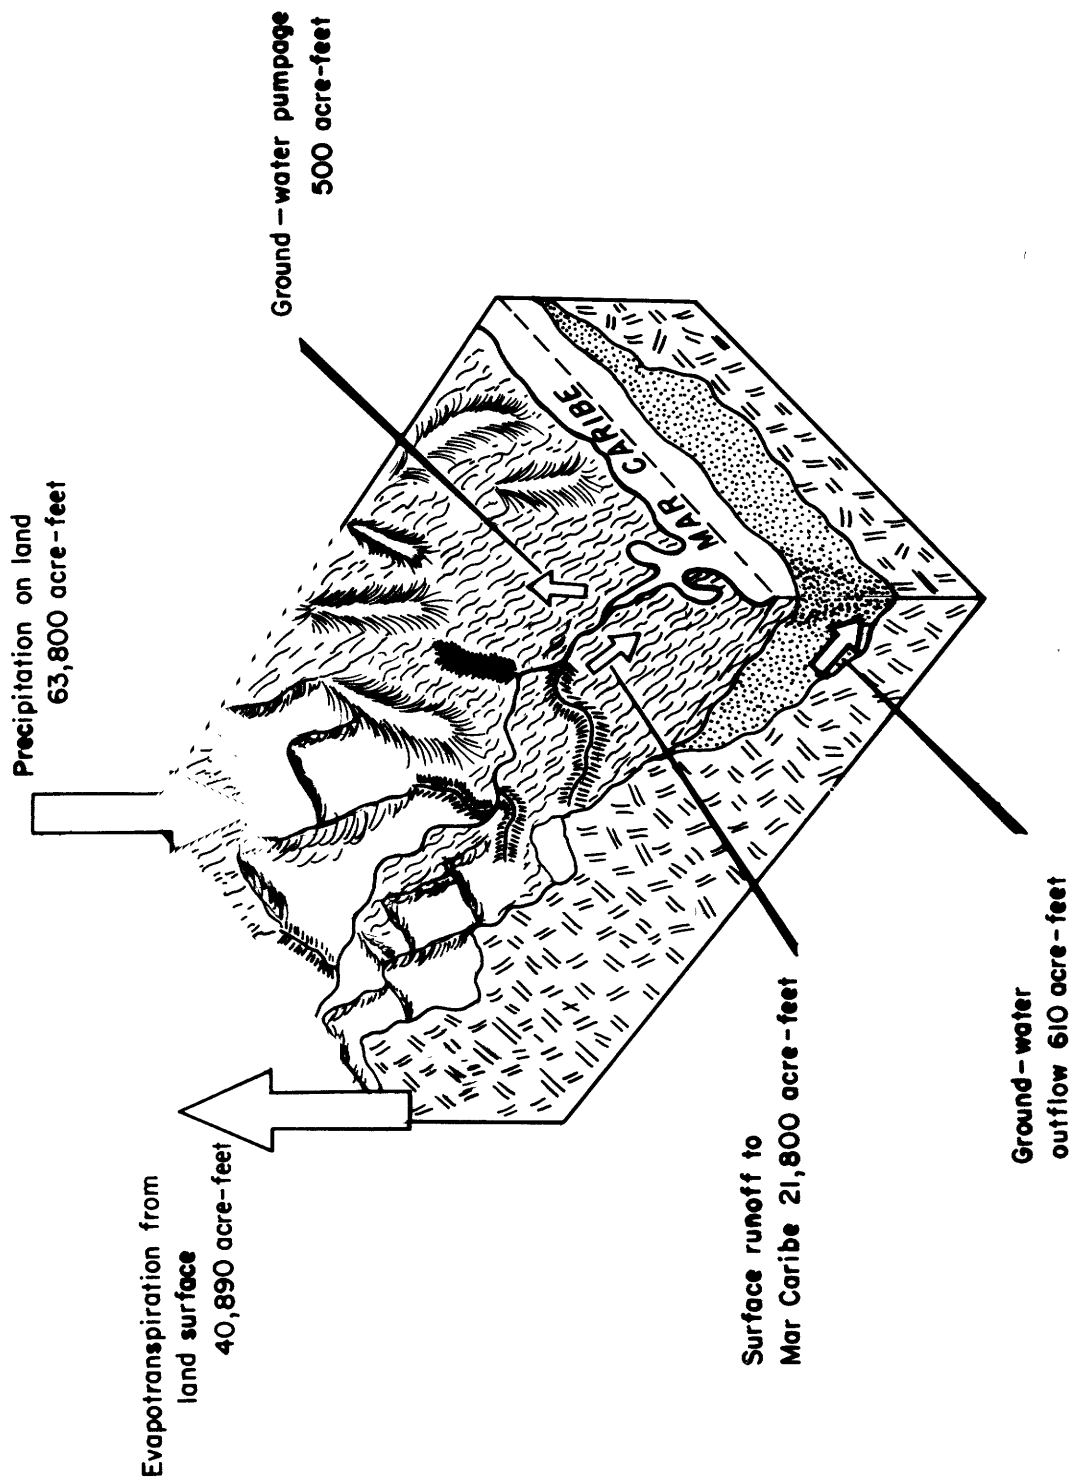 Precipitation on land
63,800 acre-feet
Ground-water pumpage
500 acre-feet
Evapotranspiration from
land surface
40,890 acre-feet
MAR CARIBE
Surface runoff to
Mar Caribe 21,800 acre-feet
Ground-water
outflow 610 acre-feet